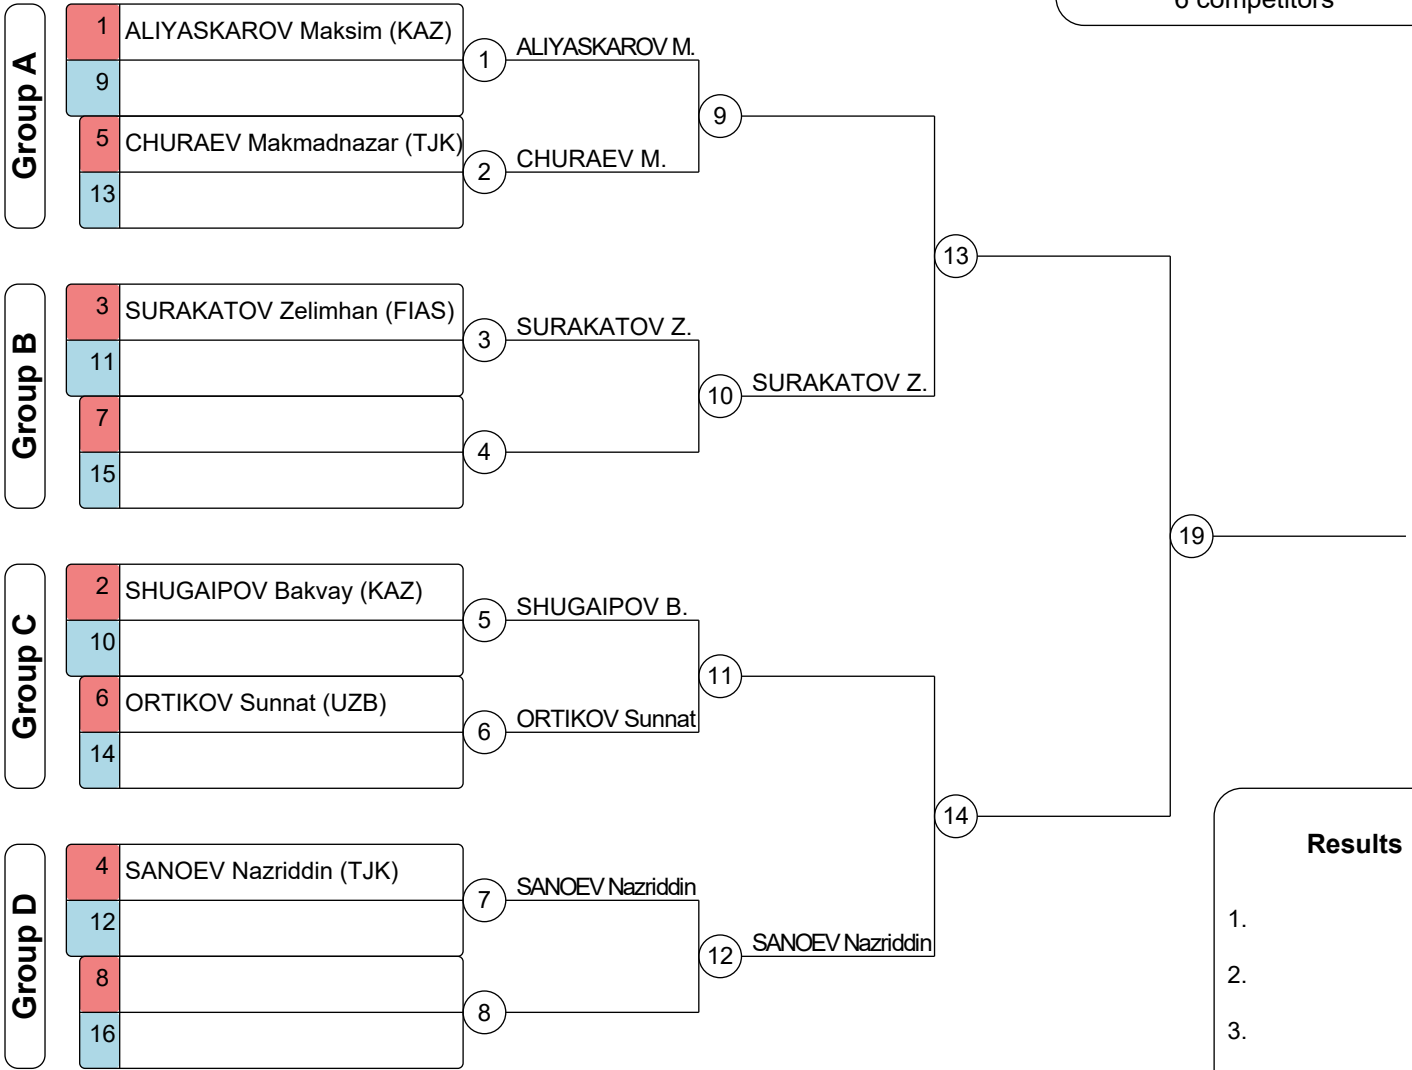 6 competitors
Group A
1 ALIYASKAROV Maksim (KAZ)
9
5 CHURAEV Makmadnazar (TJK)
13
1 ALIYASKAROV M.
2 CHURAEV M.
9
Group B
3 SURAKATOV Zelimhan (FIAS)
11
7
15
3 SURAKATOV Z.
4
10 SURAKATOV Z.
13
Group C
2 SHUGAIPOV Bakvay (KAZ)
10
6 ORTIKOV Sunnat (UZB)
14
5 SHUGAIPOV B.
6 ORTIKOV Sunnat
11
Group D
4 SANOEV Nazriddin (TJK)
12
8
16
7 SANOEV Nazriddin
8
12 SANOEV Nazriddin
14
19
Results
1.
2.
3.